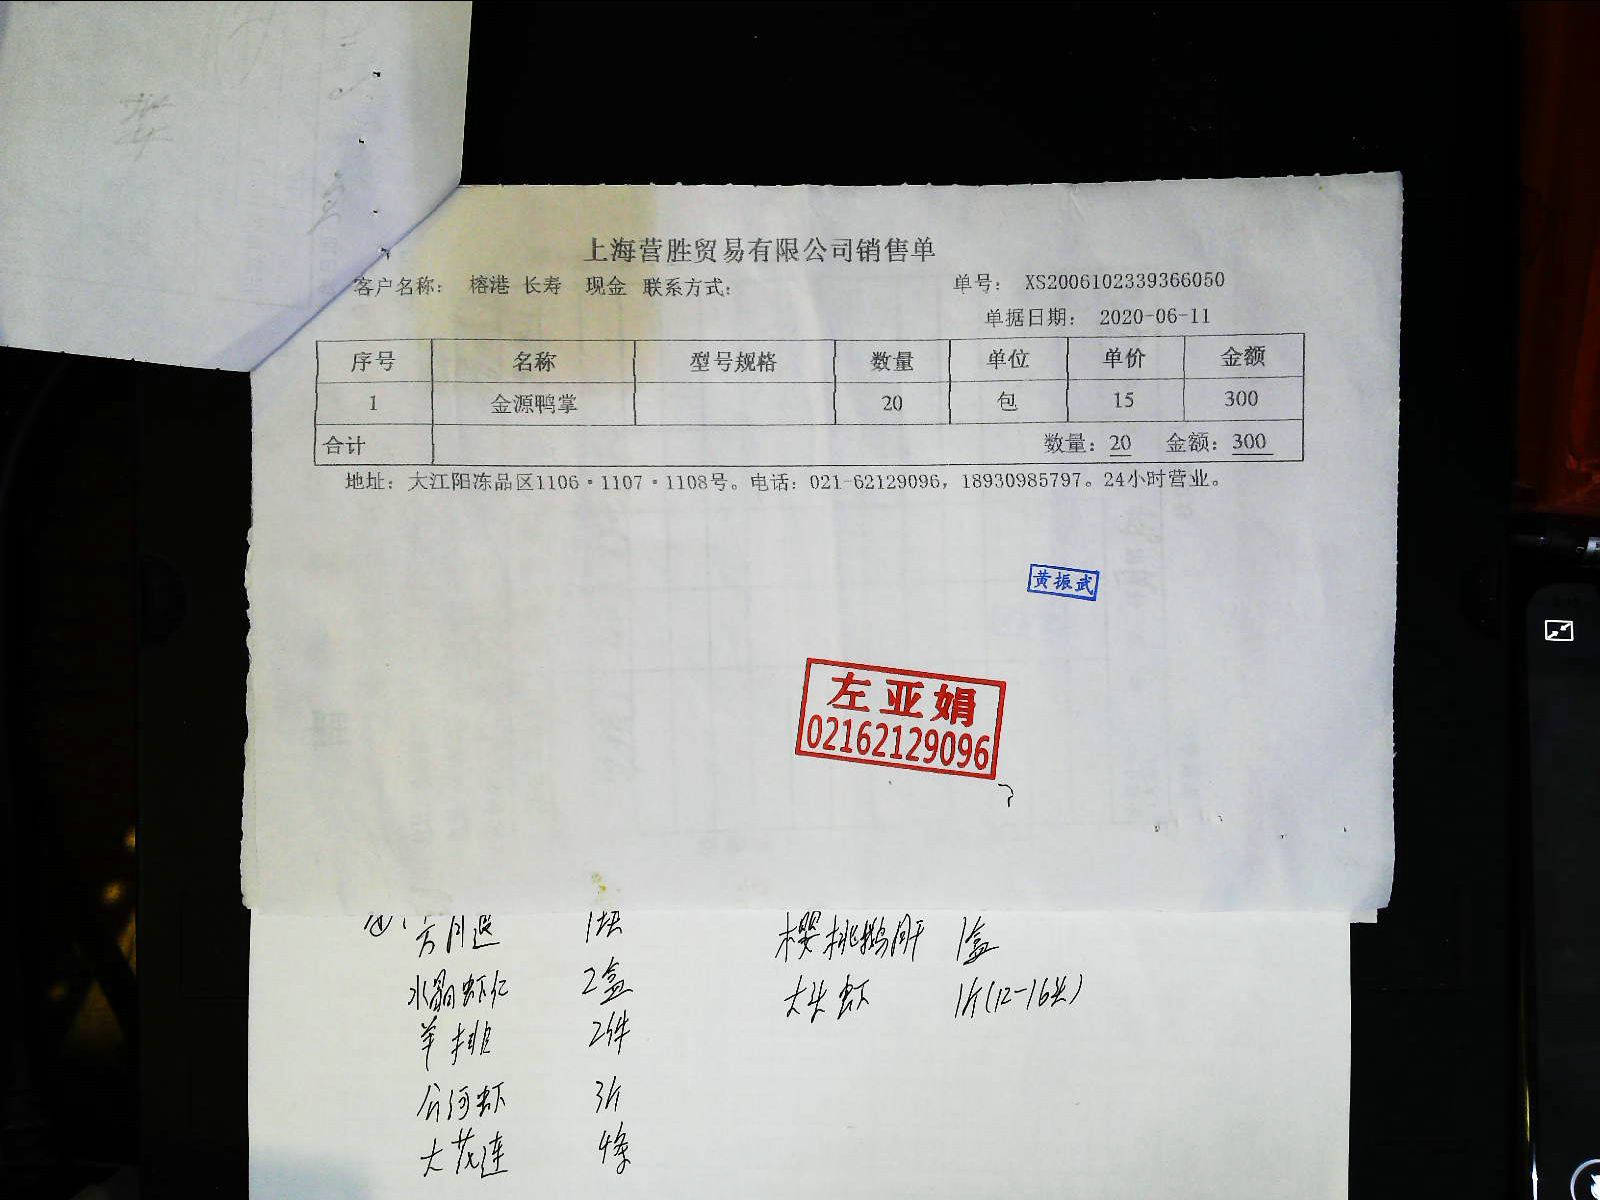 上海营胜贸易有限公司销售单
客户名称： 榕港 长寿 现金 联系方式： 单号： XS2006102339366050
单据日期： 2020-06-11
序号 名称 型号规格 数量 单位 单价 金额
1 金源鸭掌 20 包 15 300
合计 数量：20 金额：300
地址：大江阳冻品区1106·1107·1108号。电话：021-62129096，18930985797。24小时营业。
黄振武
左亚娟
02162129096
方月退 樱桃鹅肝 1盒
水晶虾仁 2盒 大头虾 1斤(12-16头)
羊排 2件
公河虾 3斤
大花连 4条